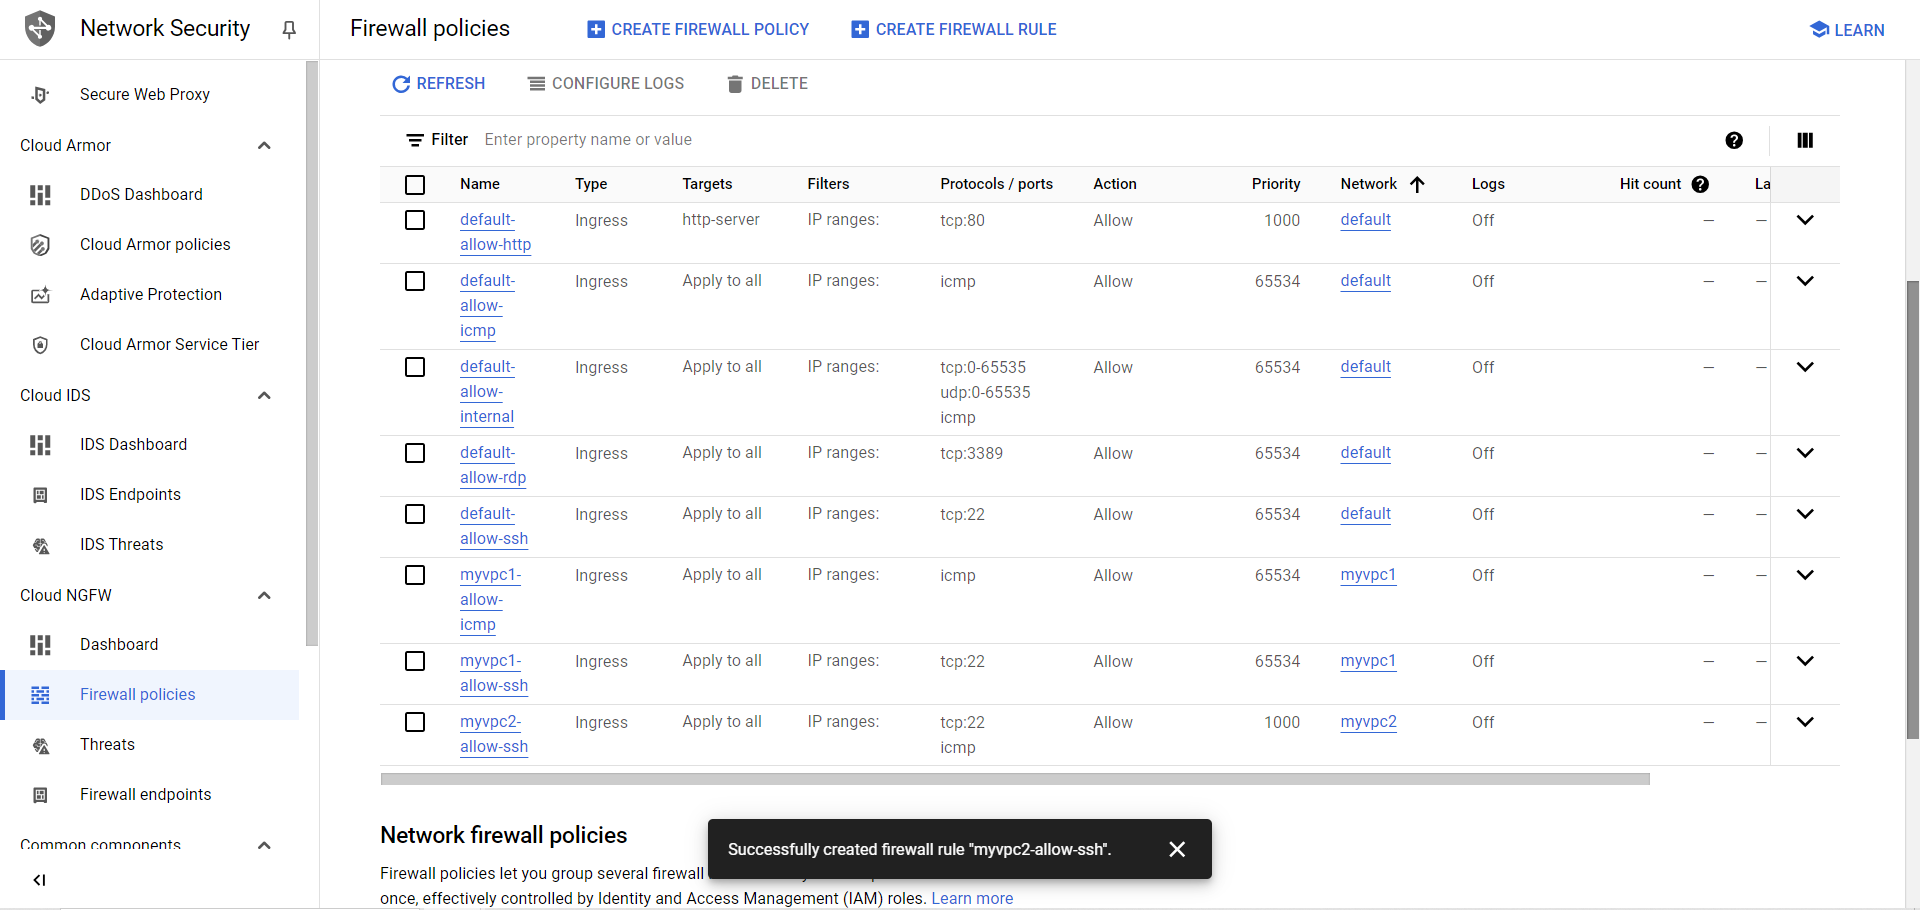 Network Security
Firewall policies
CREATE FIREWALL POLICY
CREATE FIREWALL RULE
LEARN
Secure Web Proxy
Cloud Armor
DDoS Dashboard
Cloud Armor policies
Adaptive Protection
Cloud Armor Service Tier
Cloud IDS
IDS Dashboard
IDS Endpoints
IDS Threats
Cloud NGFW
Dashboard
Firewall policies
Threats
Firewall endpoints
Common components
REFRESH CONFIGURE LOGS DELETE
Filter Enter property name or value
Name Type Targets Filters Protocols / ports Action Priority Network Logs Hit count La
default- Ingress http-server IP ranges: tcp:80 Allow 1000 default Off – –
allow-http
default- Ingress Apply to all IP ranges: icmp Allow 65534 default Off – –
allow-
icmp
default- Ingress Apply to all IP ranges: tcp:0-65535 Allow 65534 default Off – –
allow- udp:0-65535
internal icmp
default- Ingress Apply to all IP ranges: tcp:3389 Allow 65534 default Off – –
allow-rdp
default- Ingress Apply to all IP ranges: tcp:22 Allow 65534 default Off – –
allow-ssh
myvpc1- Ingress Apply to all IP ranges: icmp Allow 65534 myvpc1 Off – –
allow-
icmp
myvpc1- Ingress Apply to all IP ranges: tcp:22 Allow 65534 myvpc1 Off – –
allow-ssh
myvpc2- Ingress Apply to all IP ranges: tcp:22 Allow 1000 myvpc2 Off – –
allow-ssh icmp
Network firewall policies
Firewall policies let you group several firewall
once, effectively controlled by Identity and Access Management (IAM) roles. Learn more
Successfully created firewall rule "myvpc2-allow-ssh".